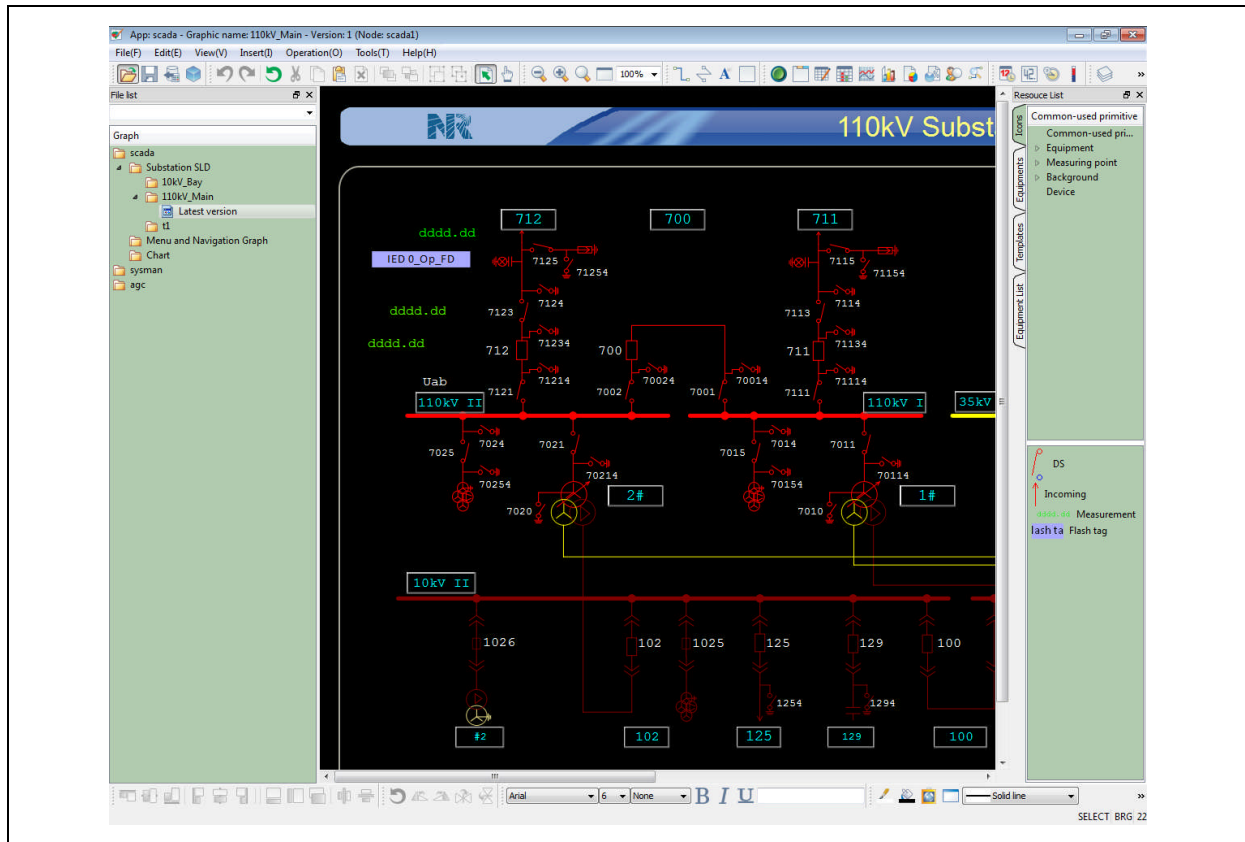 App: scada - Graphic name: 110kV_Main - Version: 1 (Node: scada1)
File(F) Edit(E) View(V) Insert(I) Operation(O) Tools(T) Help(H)
100%
File list
Resouce List
Graph
scada
Substation SLD
10kV_Bay
110kV_Main
Latest version
t1
Menu and Navigation Graph
Chart
sysman
agc
NR
110kV Subst
712
700
711
dddd.dd
IED 0_Op_FD
7125
71254
7115
71154
7124
7114
dddd.dd
7123
7113
dddd.dd
71234
71134
712
700
711
Uab
71214
70024
70014
71114
7121
7002
7001
7111
110kV II
110kV I
35kV
7024
7021
7014
7011
7025
7015
70254
70214
70154
70114
2#
1#
7020
7010
10kV II
1026
102
1025
125
129
100
1254
1294
#2
102
125
129
100
Icons
Equipments
Templates
Equipment List
Common-used primitive
Common-used pri...
Equipment
Measuring point
Background
Device
DS
Incoming
dddd.dd Measurement
lash ta Flash tag
Arial 6 None B I U Solid line
SELECT BRG 22